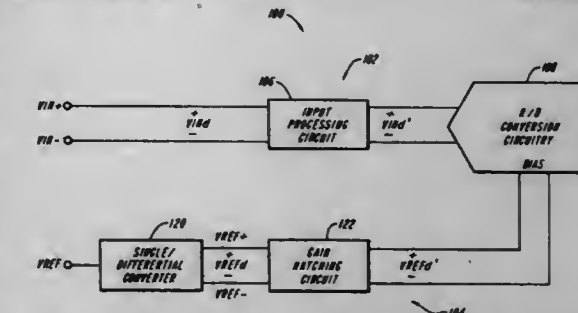 100
102
106
108
VIN+
+
VINd
-
VIN-
INPUT
PROCESSING
CIRCUIT
+
VINd'
-
A/D
CONVERSION
CIRCUITRY
BIAS
120
122
VREF
SINGLE/
DIFFERENTIAL
CONVERTER
VREF+
+
VREFd
-
VREF-
GAIN
MATCHING
CIRCUIT
+
VREFd'
-
104